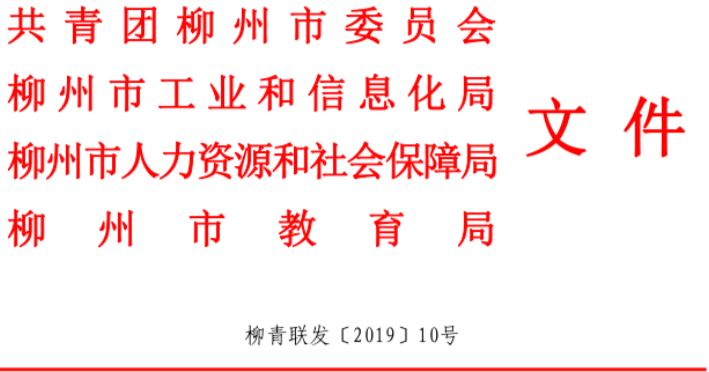 共青团柳州市委员会
柳州市工业和信息化局
柳州市人力资源和社会保障局
柳州市教育局
文件
柳青联发〔2019〕10号